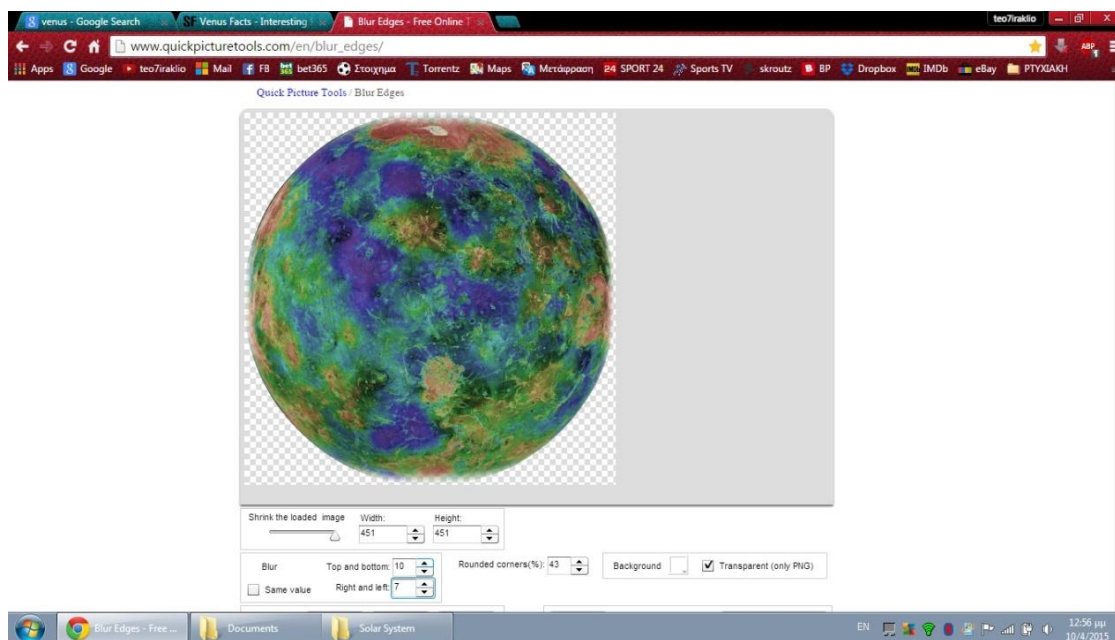 venus - Google Search
SF Venus Facts - Interesting
Blur Edges - Free Online T
teo7iraklio
www.quickpicturetools.com/en/blur_edges/
ABP
Apps Google teo7iraklio Mail FB bet365 Στοιχημα Torrentz Maps Μετάφραση 24 SPORT 24 Sports TV skroutz BP Dropbox IMDb eBay ΡΤΥΧΙΑΚΗ
Quick Picture Tools / Blur Edges
Shrink the loaded image Width: Height:
451 451
Blur Top and bottom: 10 Rounded corners(%): 43 Background Transparent (only PNG)
Same value Right and left: 7
Blur Edges - Free ... Documents Solar System EN 12:56 μμ